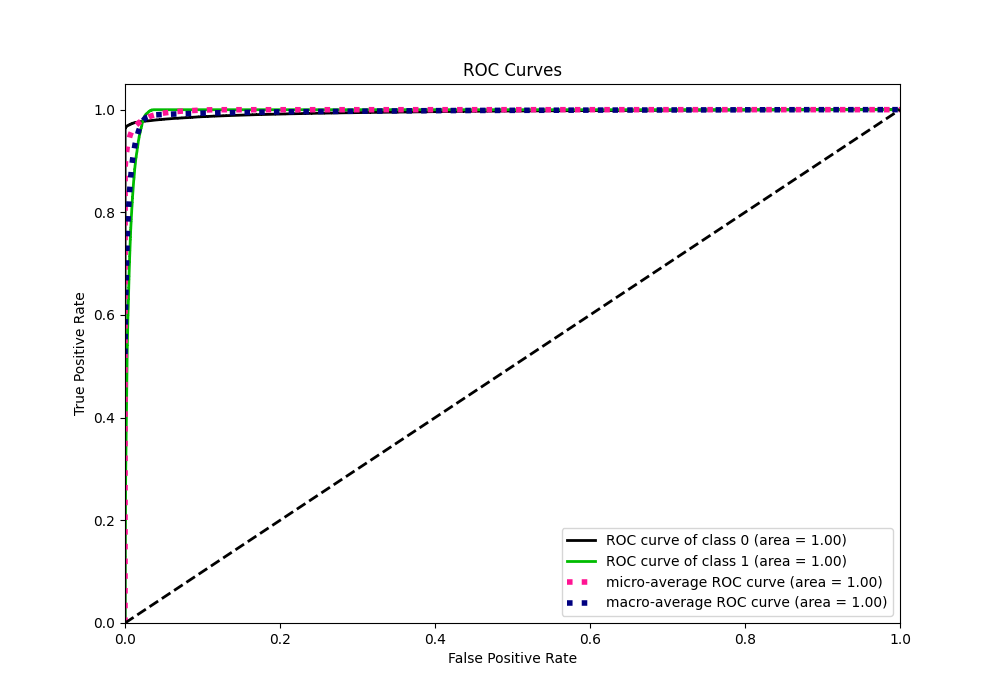 ROC Curves
1.0
0.8
0.6
0.4
0.2
0.0
True Positive Rate
0.0 0.2 0.4 0.6 0.8 1.0
False Positive Rate
ROC curve of class 0 (area = 1.00)
ROC curve of class 1 (area = 1.00)
micro-average ROC curve (area = 1.00)
macro-average ROC curve (area = 1.00)